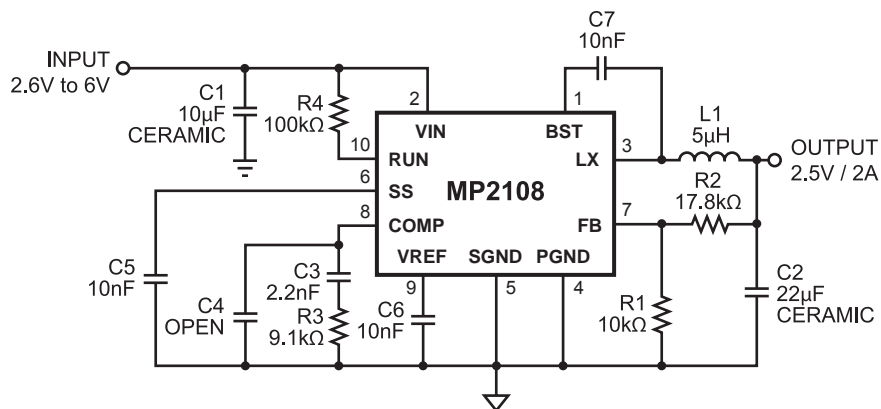 C7
10nF
INPUT
2.6V to 6V
C1
10µF
CERAMIC
R4
100kΩ
2
1
VIN
BST
L1
5µH
10
RUN
LX
3
OUTPUT
2.5V / 2A
6
SS
MP2108
R2
17.8kΩ
8
COMP
FB
7
VREF
SGND
PGND
C5
10nF
C4
OPEN
C3
2.2nF
R3
9.1kΩ
9
C6
10nF
5
4
R1
10kΩ
C2
22µF
CERAMIC